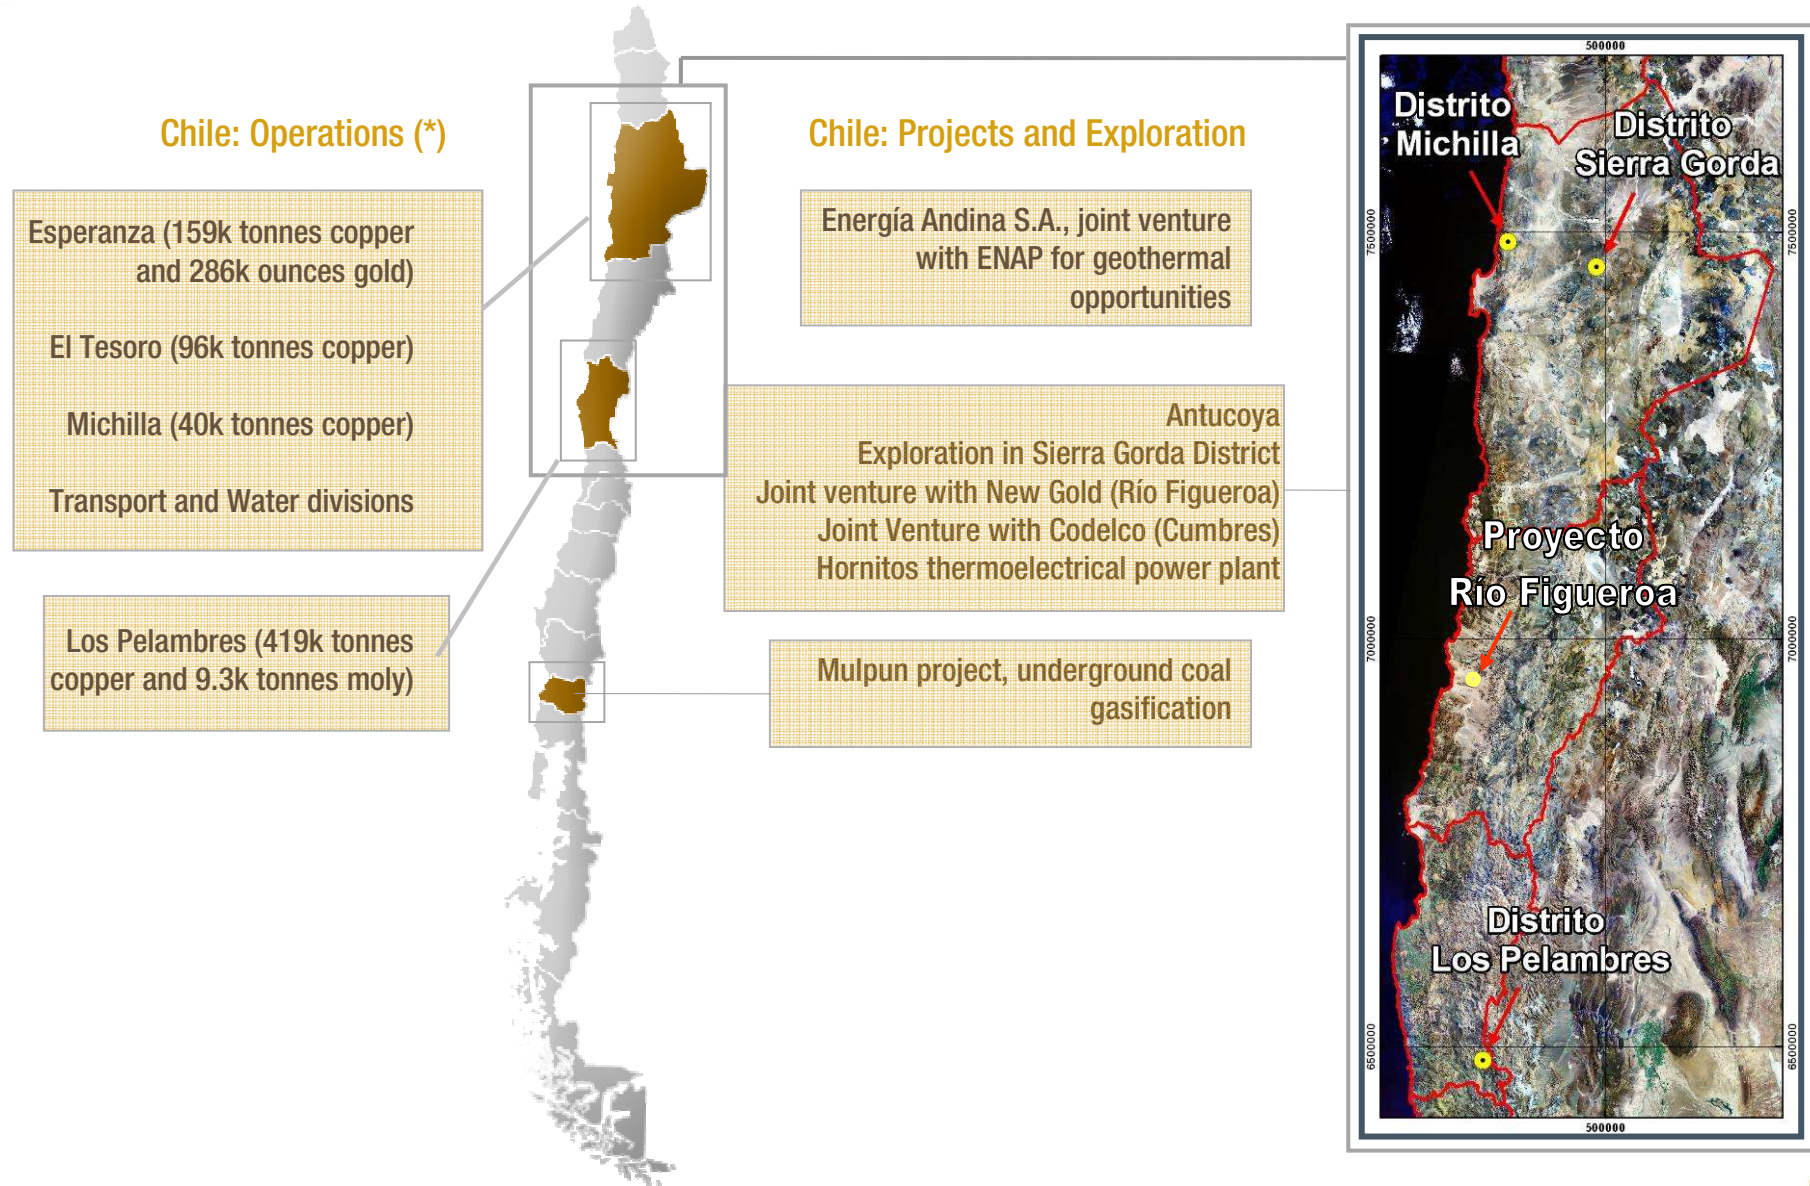 Chile: Operations (*)
Esperanza (159k tonnes copper
and 286k ounces gold)
El Tesoro (96k tonnes copper)
Michilla (40k tonnes copper)
Transport and Water divisions
Los Pelambres (419k tonnes
copper and 9.3k tonnes moly)
Chile: Projects and Exploration
Energía Andina S.A., joint venture
with ENAP for geothermal
opportunities
Antucoya
Exploration in Sierra Gorda District
Joint venture with New Gold (Río Figueroa)
Joint Venture with Codelco (Cumbres)
Hornitos thermoelectrical power plant
Mulpun project, underground coal
gasification
500000
Distrito
Michilla
Distrito
Sierra Gorda
7500000
7500000
Proyecto
Río Figueroa
7000000
7000000
Distrito
Los Pelambres
6500000
6500000
500000